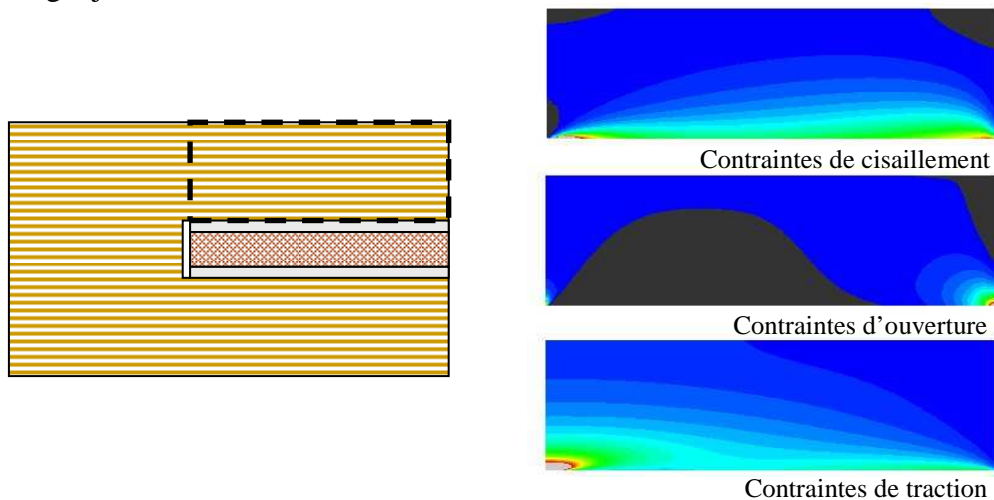 Contraintes de cisaillement
Contraintes d’ouverture
Contraintes de traction